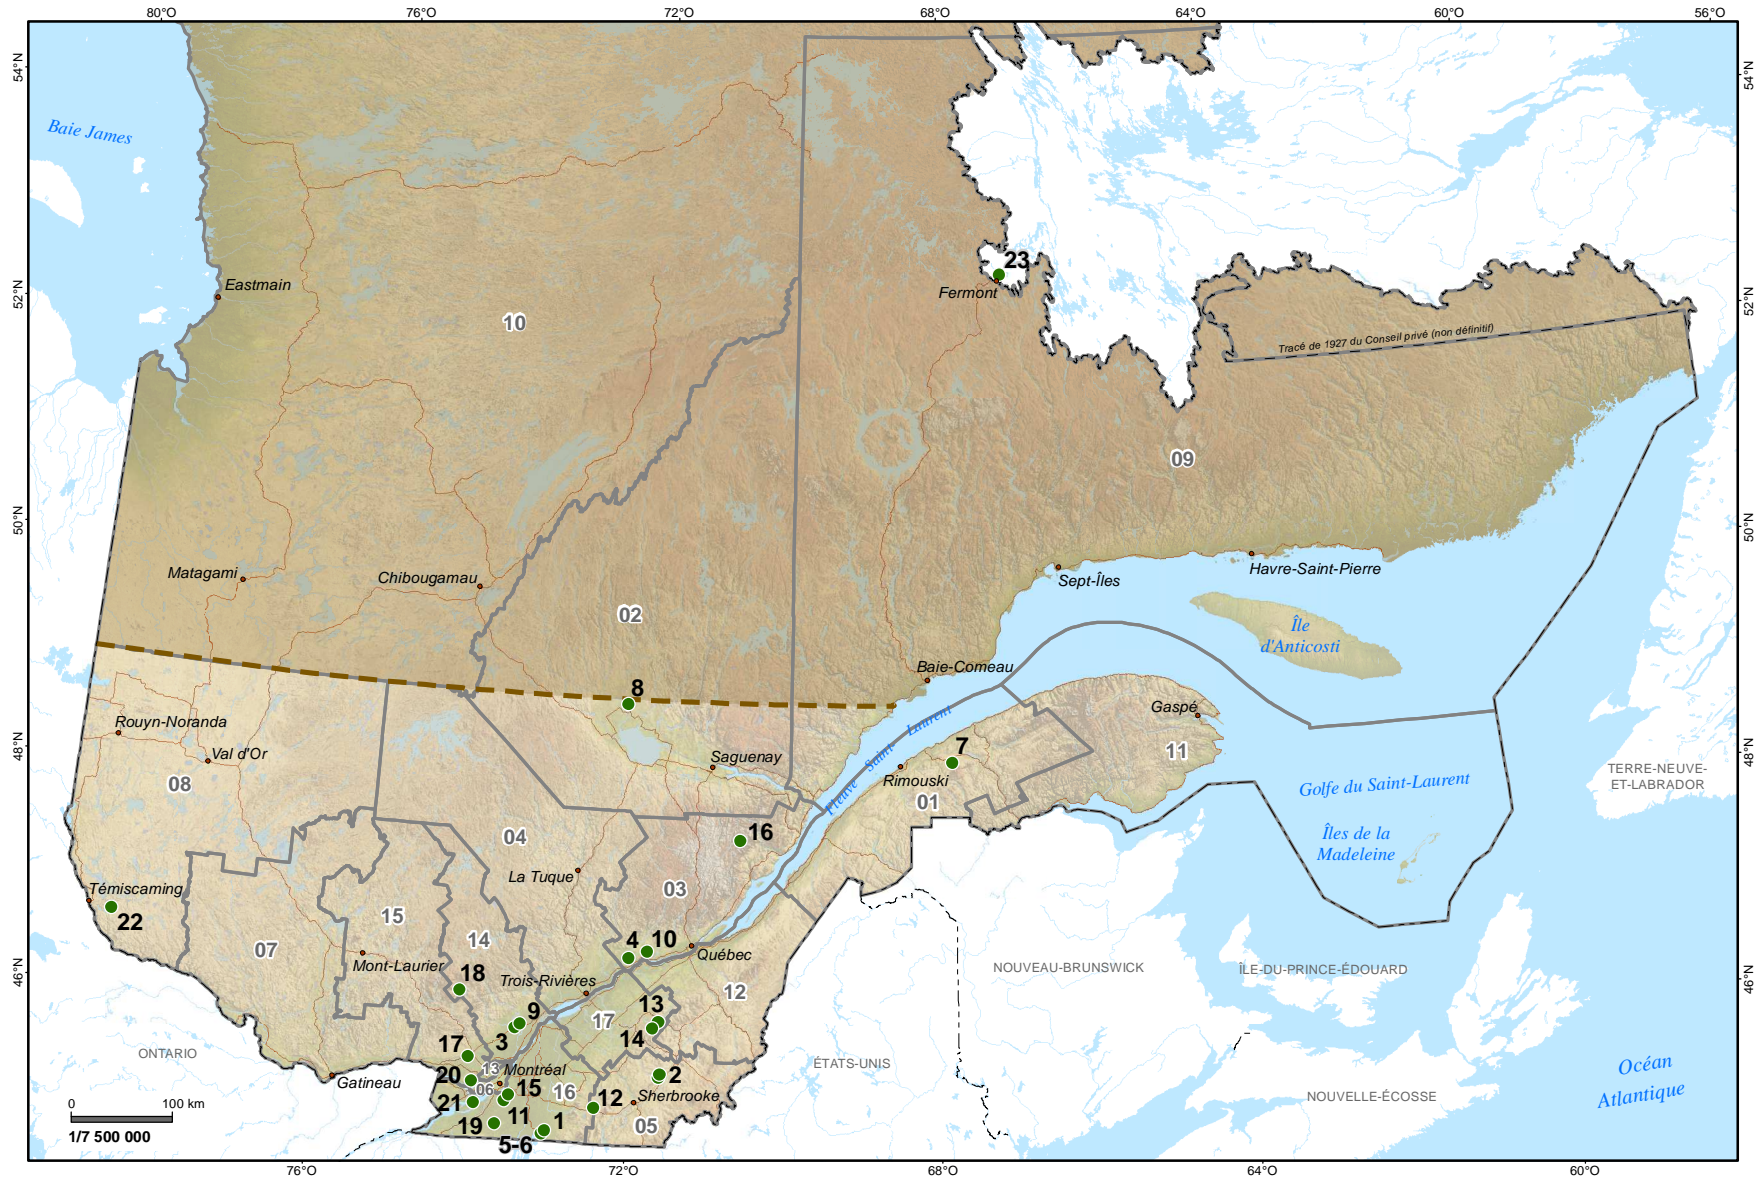 80°O
76°O
72°O
68°O
64°O
60°O
56°O
54°N
54°N
Baie James
23
Fermont
52°N
52°N
Eastmain
10
Tracé de 1927 du Conseil privé (non définitif)
09
50°N
50°N
Matagami
Chibougamau
Sept-Îles
Havre-Saint-Pierre
02
Île
d'Anticosti
Baie-Comeau
8
Rouyn-Noranda
Val d'Or
08
Saguenay
Fleuve Saint- Laurent
7
Rimouski
01
Gaspé
11
48°N
48°N
TERRE-NEUVE-
ET-LABRADOR
Golfe du Saint-Laurent
Îles de la
Madeleine
04
16
La Tuque
03
Témiscaming
22
15
07
14
Mont-Laurier
18
4
10
Québec
Trois-Rivières
12
46°N
46°N
NOUVEAU-BRUNSWICK
ÎLE-DU-PRINCE-ÉDOUARD
9
3
17
13
14
17
ONTARIO
Gatineau
20
13
06
Montréal
15
16
21
19
11
5-6
1
12
2
Sherbrooke
05
ÉTATS-UNIS
NOUVELLE-ÉCOSSE
Océan
Atlantique
0
100 km
1/7 500 000
76°O
72°O
68°O
64°O
60°O